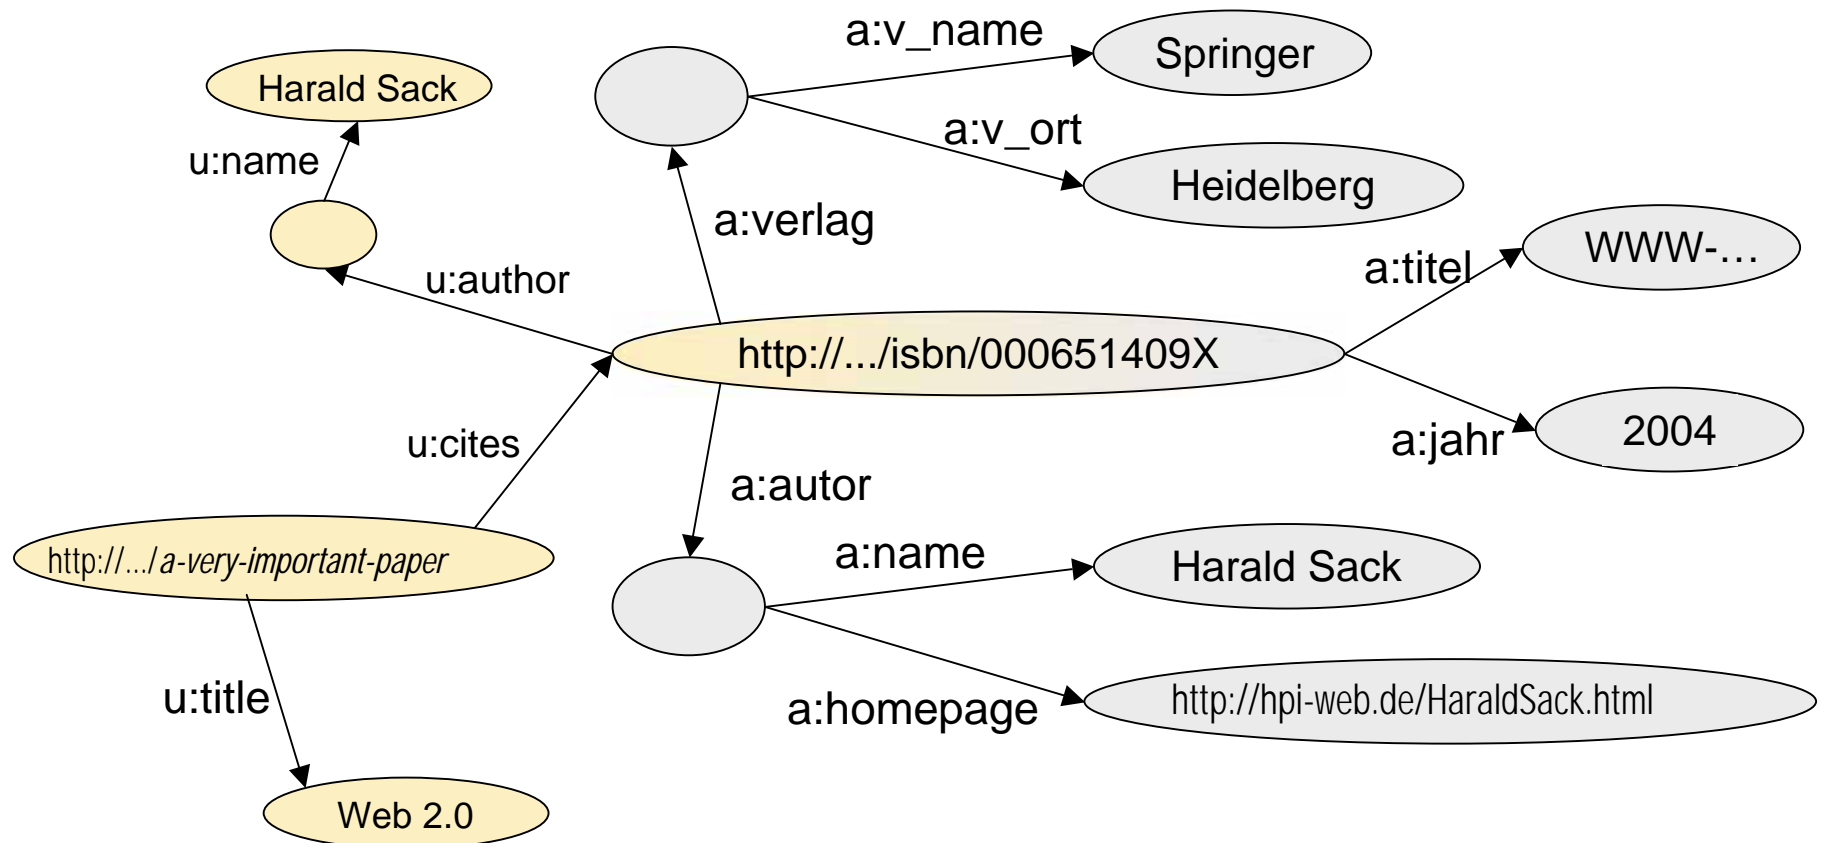 a:v_name
Springer
Harald Sack
a:v_ort
u:name
Heidelberg
a:verlag
WWW-...
a:titel
u:author
http://.../isbn/000651409X
2004
u:cites
a:jahr
a:autor
http://.../a-very-important-paper
a:name
Harald Sack
u:title
a:homepage
http://hpi-web.de/HaraldSack.html
Web 2.0